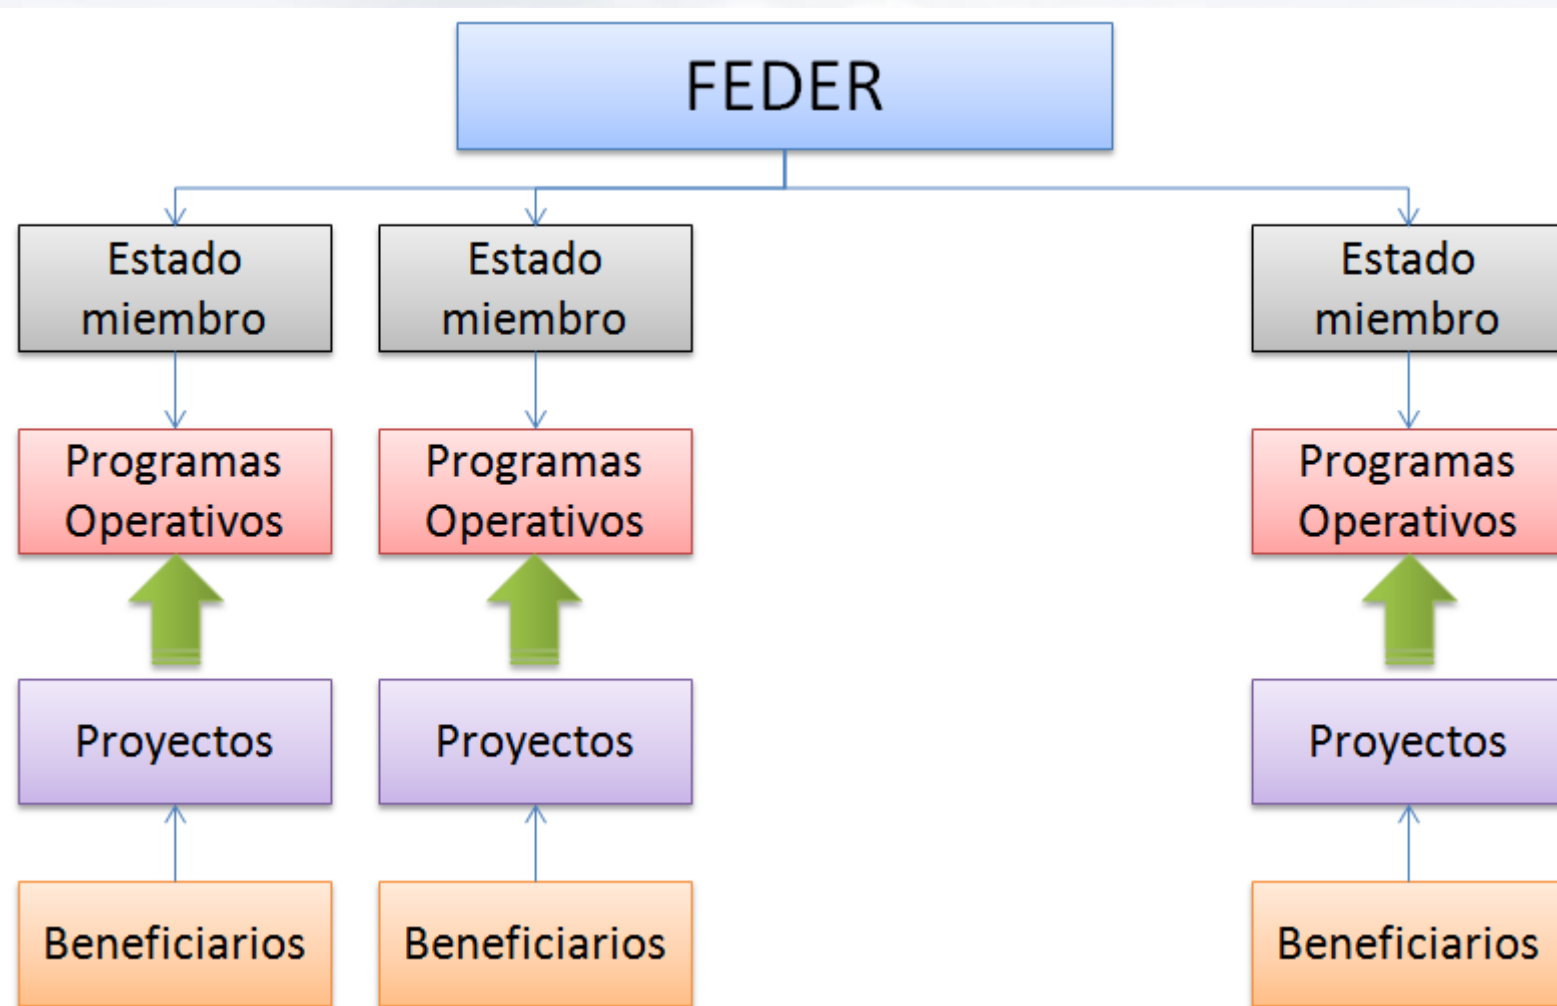 FEDER
Estado
miembro
Estado
miembro
Estado
miembro
Programas
Operativos
Programas
Operativos
Programas
Operativos
Proyectos
Proyectos
Proyectos
Beneficiarios
Beneficiarios
Beneficiarios